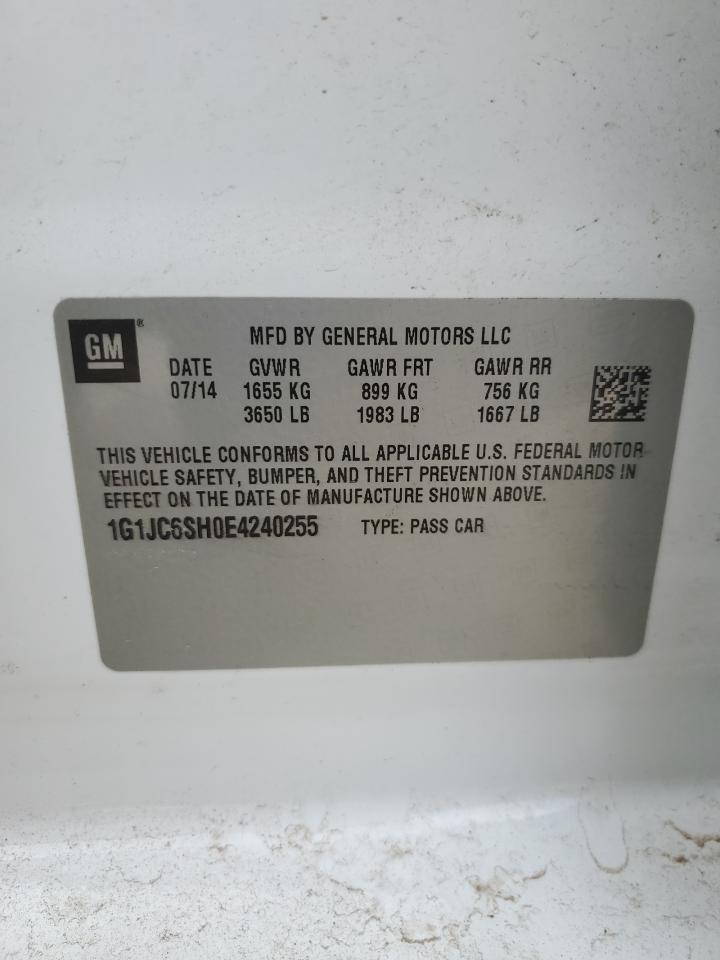 GM®
MFD BY GENERAL MOTORS LLC
DATE GVWR GAWR FRT GAWR RR
07/14 1655 KG 899 KG 756 KG
3650 LB 1983 LB 1667 LB
THIS VEHICLE CONFORMS TO ALL APPLICABLE U.S. FEDERAL MOTOR
VEHICLE SAFETY, BUMPER, AND THEFT PREVENTION STANDARDS IN
EFFECT ON THE DATE OF MANUFACTURE SHOWN ABOVE.
1G1JC6SH0E4240255 TYPE: PASS CAR